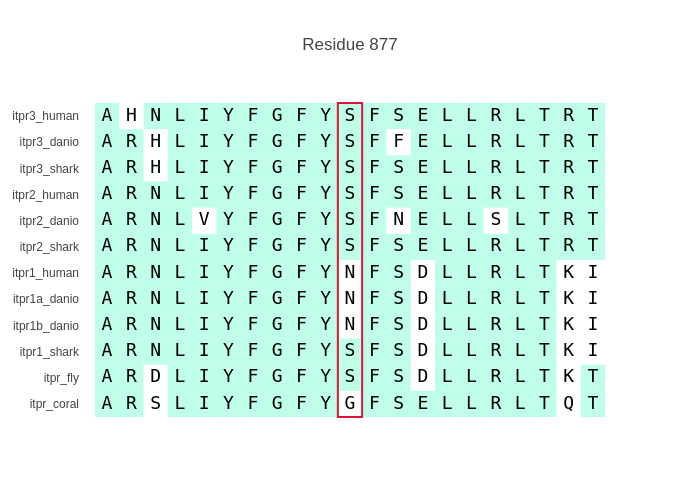 Residue 877
itpr3_human A H N L I Y F G F Y S F S E L L R L T R T
itpr3_danio A R H L I Y F G F Y S F F E L L R L T R T
itpr3_shark A R H L I Y F G F Y S F S E L L R L T R T
itpr2_human A R N L I Y F G F Y S F S E L L R L T R T
itpr2_danio A R N L V Y F G F Y S F N E L L S L T R T
itpr2_shark A R N L I Y F G F Y S F S E L L R L T R T
itpr1_human A R N L I Y F G F Y N F S D L L R L T K I
itpr1a_danio A R N L I Y F G F Y N F S D L L R L T K I
itpr1b_danio A R N L I Y F G F Y N F S D L L R L T K I
itpr1_shark A R N L I Y F G F Y S F S D L L R L T K I
itpr_fly A R D L I Y F G F Y S F S D L L R L T K T
itpr_coral A R S L I Y F G F Y G F S E L L R L T Q T